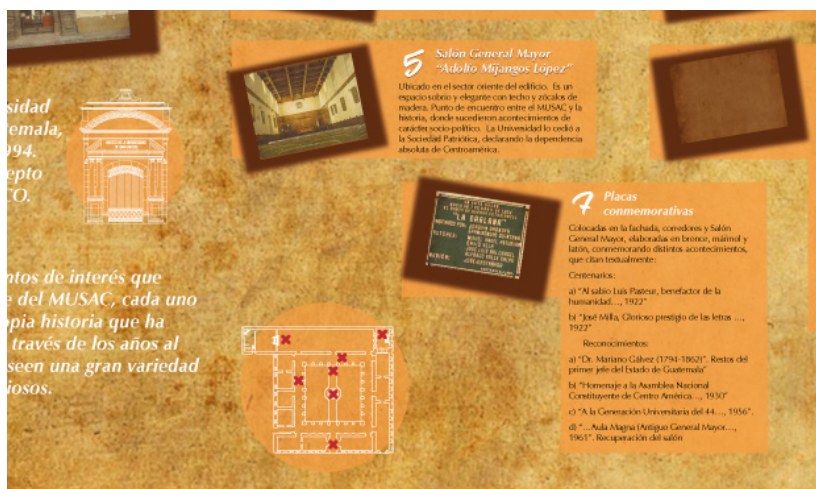 sidad
emala,
994.
epto
CO.
ntos de interés que
e del MUSAC, cada uno
opia historia que ha
través de los años al
seen una gran variedad
iosos.
5 Salón General Mayor
"Adolfo Mijangos López"
Ubicado en el sector oriente del edificio. Es un
espacio sobrio y elegante con techo y zócalos de
madera. Punto de encuentro entre el MUSAC y la
historia, donde sucedieron acontecimientos de
carácter socio-político. La Universidad lo cedió a
la Sociedad Patriótica, declarando la dependencia
absoluta de Centroamérica.
"LA CHALANA"
7 Placas
conmemorativas
Colocadas en la fachada, corredores y Salón
General Mayor, elaboradas en bronce, mármol y
latón, conmemorando distintos acontecimientos,
que citan textualmente:
Centenarios:
a) "Al sabio Luis Pasteur, benefactor de la
humanidad..., 1922"
b) "José Milla, Glorioso prestigio de las letras ...,
1922"
Reconocimientos:
a) "Dr. Mariano Gálvez (1794-1862)". Restos del
primer jefe del Estado de Guatemala"
b) "Homenaje a la Asamblea Nacional
Constituyente de Centro América..., 1930"
c) "A la Generación Universitaria del 44..., 1956".
d) "...Aula Magna (Antiguo General Mayor...,
1961". Recuperación del salón